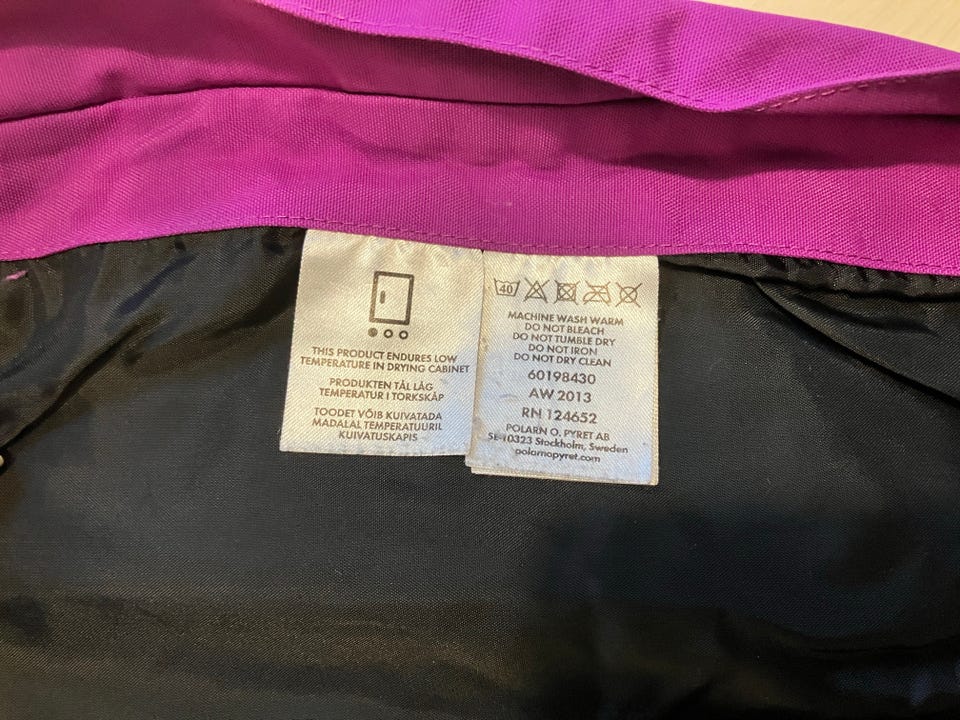 THIS PRODUCT ENDURES LOW
TEMPERATURE IN DRYING CABINET
PRODUKTEN TÅL LÅG
TEMPERATUR I TORKSKÅP
TOODET VÕIB KUIVATADA
MADALAL TEMPERATUURIL
KUIVATUSKAPIS
40
MACHINE WASH WARM
DO NOT BLEACH
DO NOT TUMBLE DRY
DO NOT IRON
DO NOT DRY CLEAN
60198430
AW 2013
RN 124652
POLARN O. PYRET AB
SE-10323 Stockholm, Sweden
polarnopyret.com